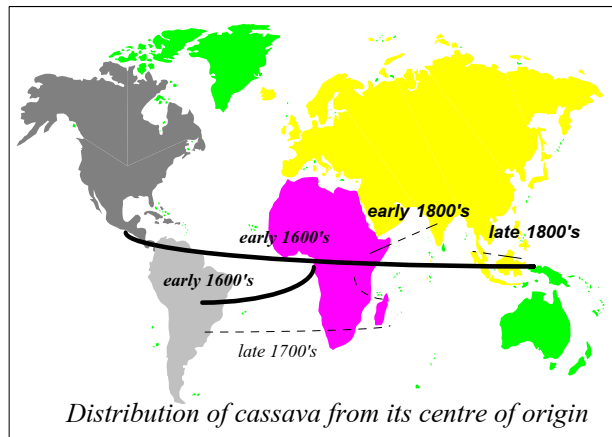 early 1800's
late 1800's
early 1600's
early 1600's
late 1700's
Distribution of cassava from its centre of origin